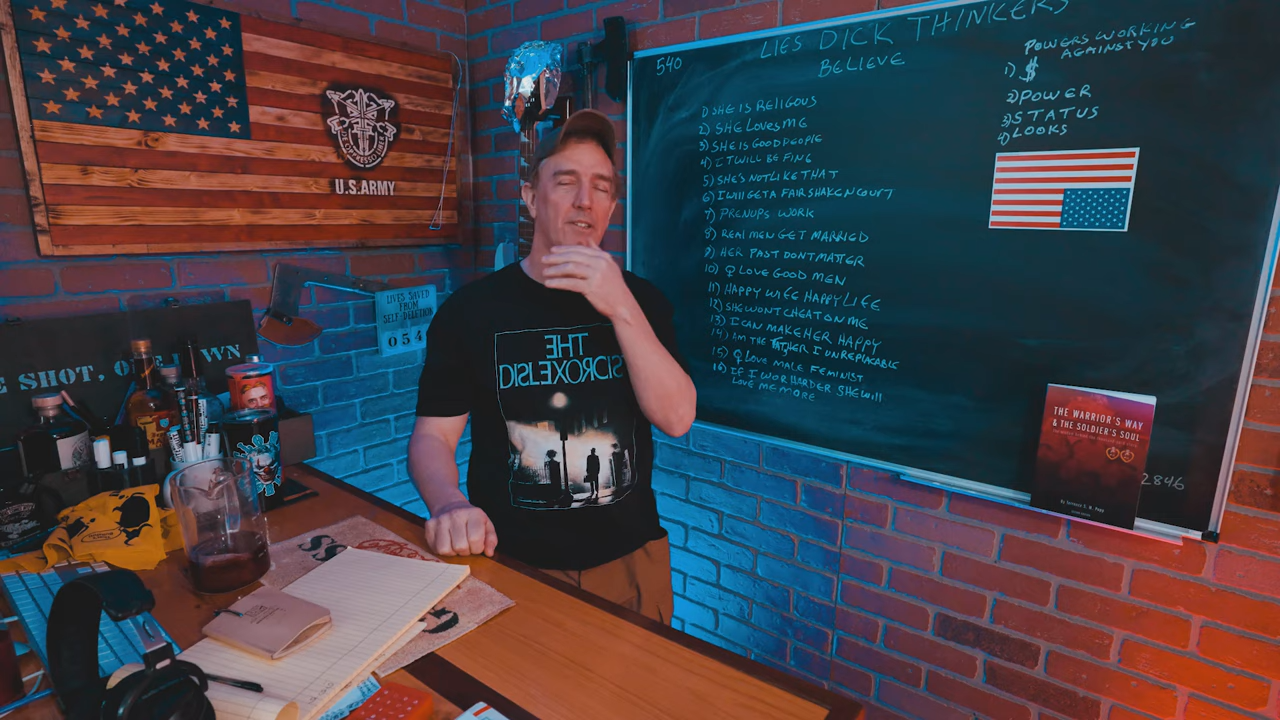 U.S.ARMY
LIVES SAVED
FROM
SELF DELETION
054
E SHOT, O
WN
THE
DISLEXORCIS
540
LIES DICK THINKERS
BELIEVE
1) SHE IS RELIGOUS
2) SHE LOVES ME
3) SHE IS GOOD PEOPLE
4) IT WILL BE FINE
5) SHE'S NOT LIKE THAT
6) I WILL GET A FAIR SHAKE N COURT
7) PRENUPS WORK
8) REAL MEN GET MARRIED
9) HER PAST DONT MATTER
10) ♀ LOVE GOOD MEN
11) HAPPY WIFE HAPPY LIFE
12) SHE WONT CHEAT ON ME
13) I CAN MAKE HER HAPPY
14) AM THE FATHER I UNREPLACABLE
15) ♀ LOVE MALE FEMINIST
16) IF I WOR HARDER SHE WILL
LOVE ME MORE
POWERS WORKING
AGAINST YOU
1) $
2) POWER
3) STATUS
4) LOOKS
THE WARRIOR'S WAY
& THE SOLDIER'S SOUL
2846